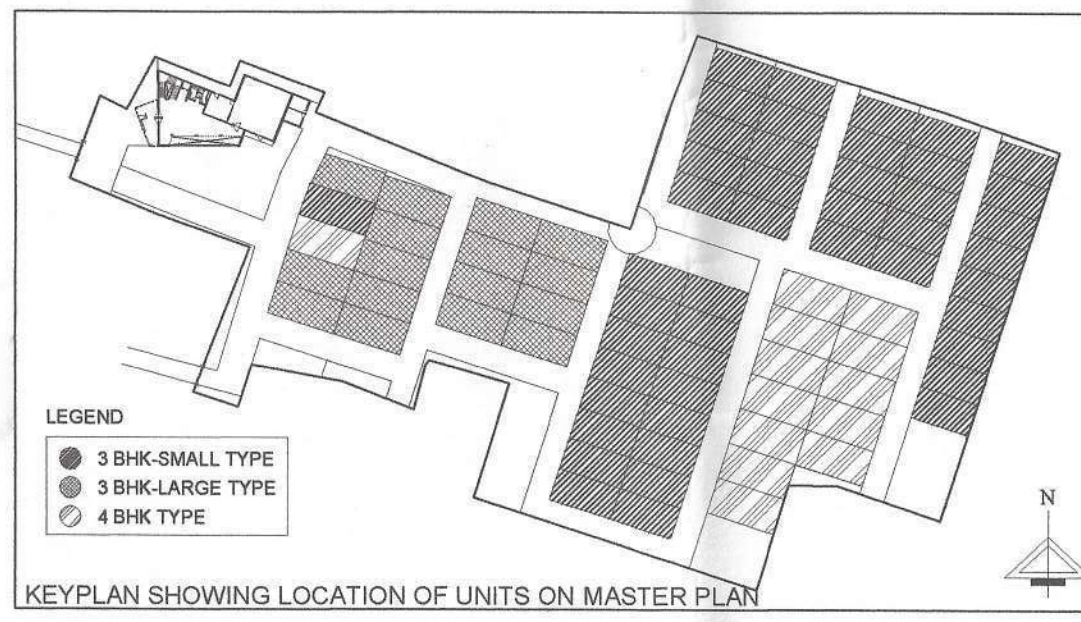 LEGEND
3 BHK-SMALL TYPE
3 BHK-LARGE TYPE
4 BHK TYPE
N
KEYPLAN SHOWING LOCATION OF UNITS ON MASTER PLAN